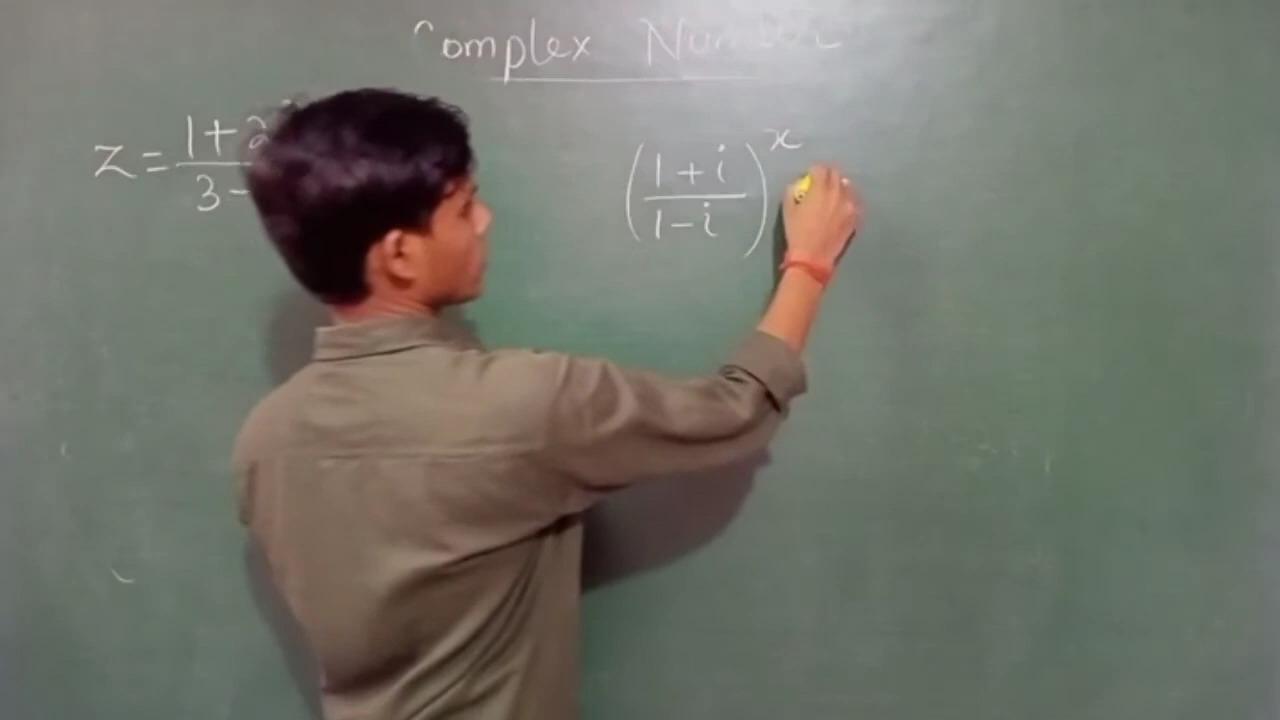 Complex Number
z = 1+2
3-
(1+i/1-i)^x